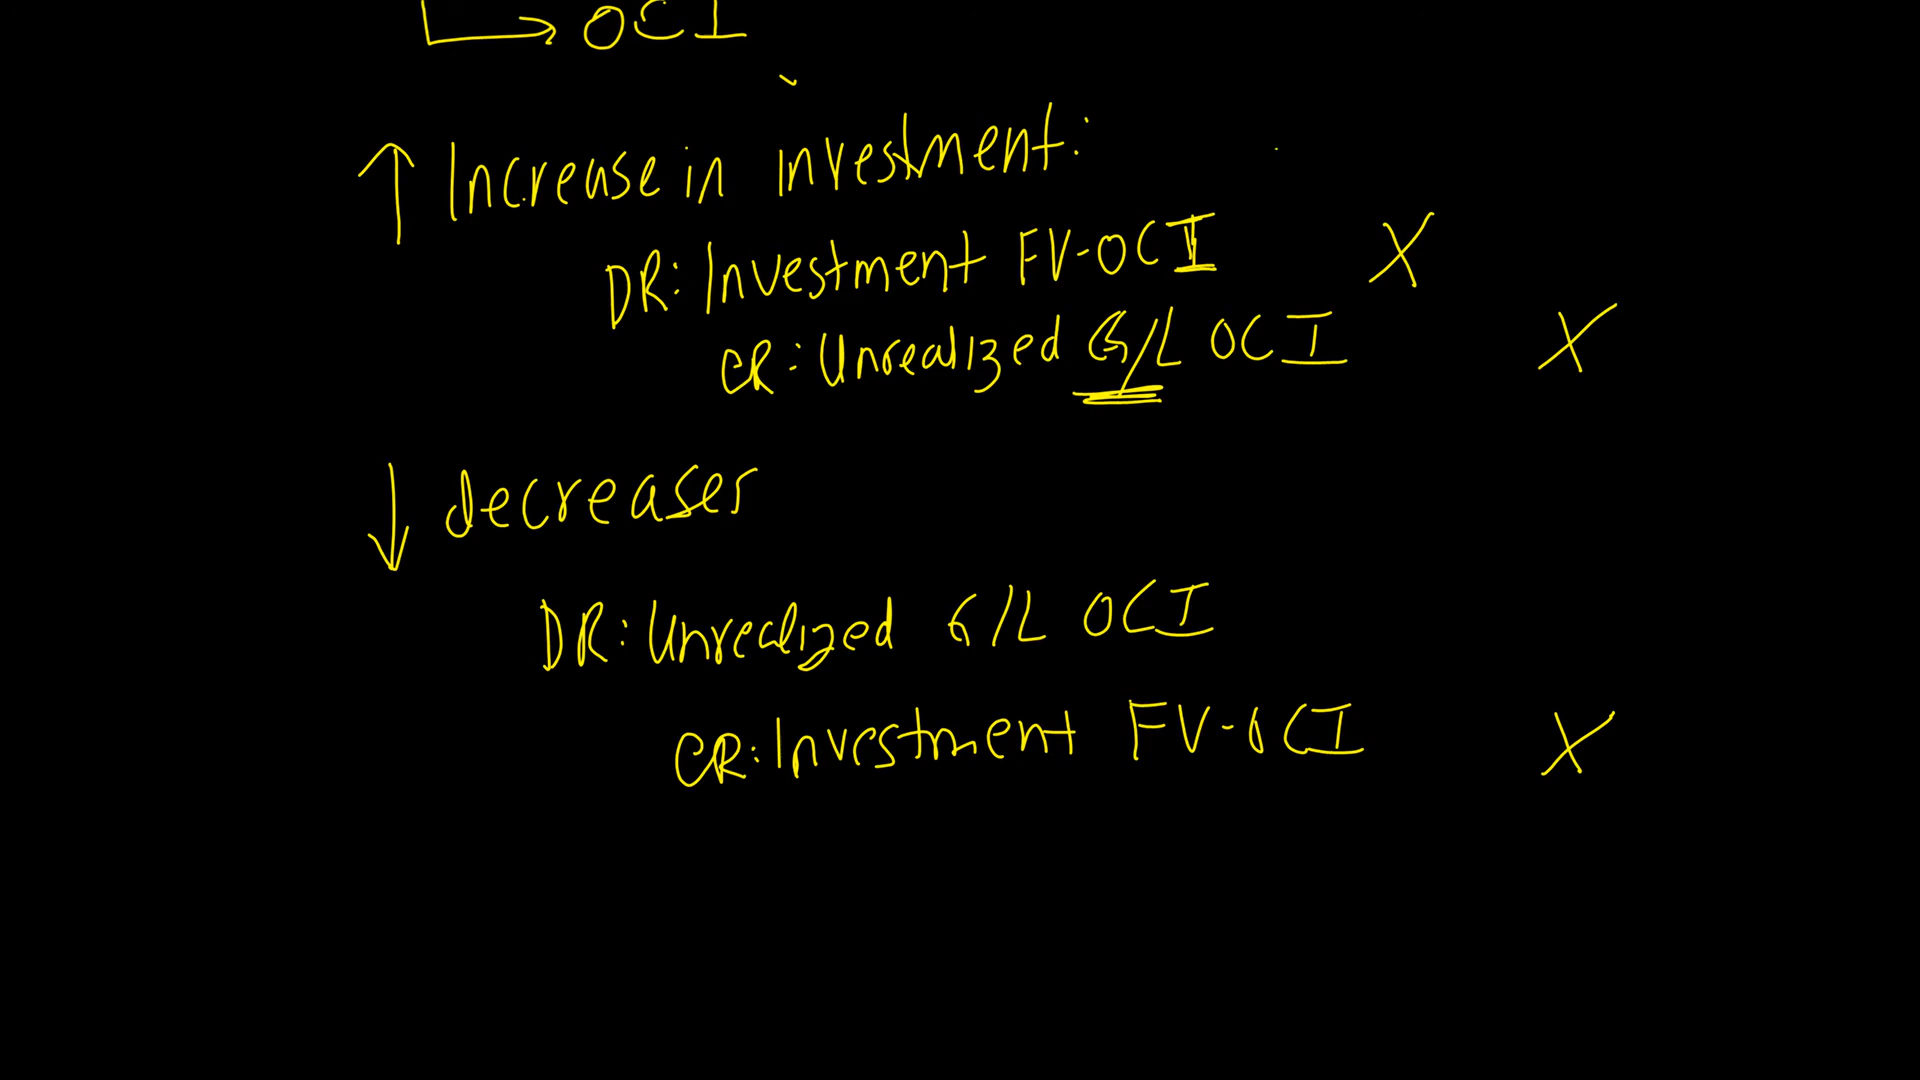 OCI
↑ Increase in investment:
DR: Investment FV-OCI X
CR: Unrealized G/L OCI X
↓ decreases
DR: Unrealized G/L OCI
CR: Investment FV-OCI X